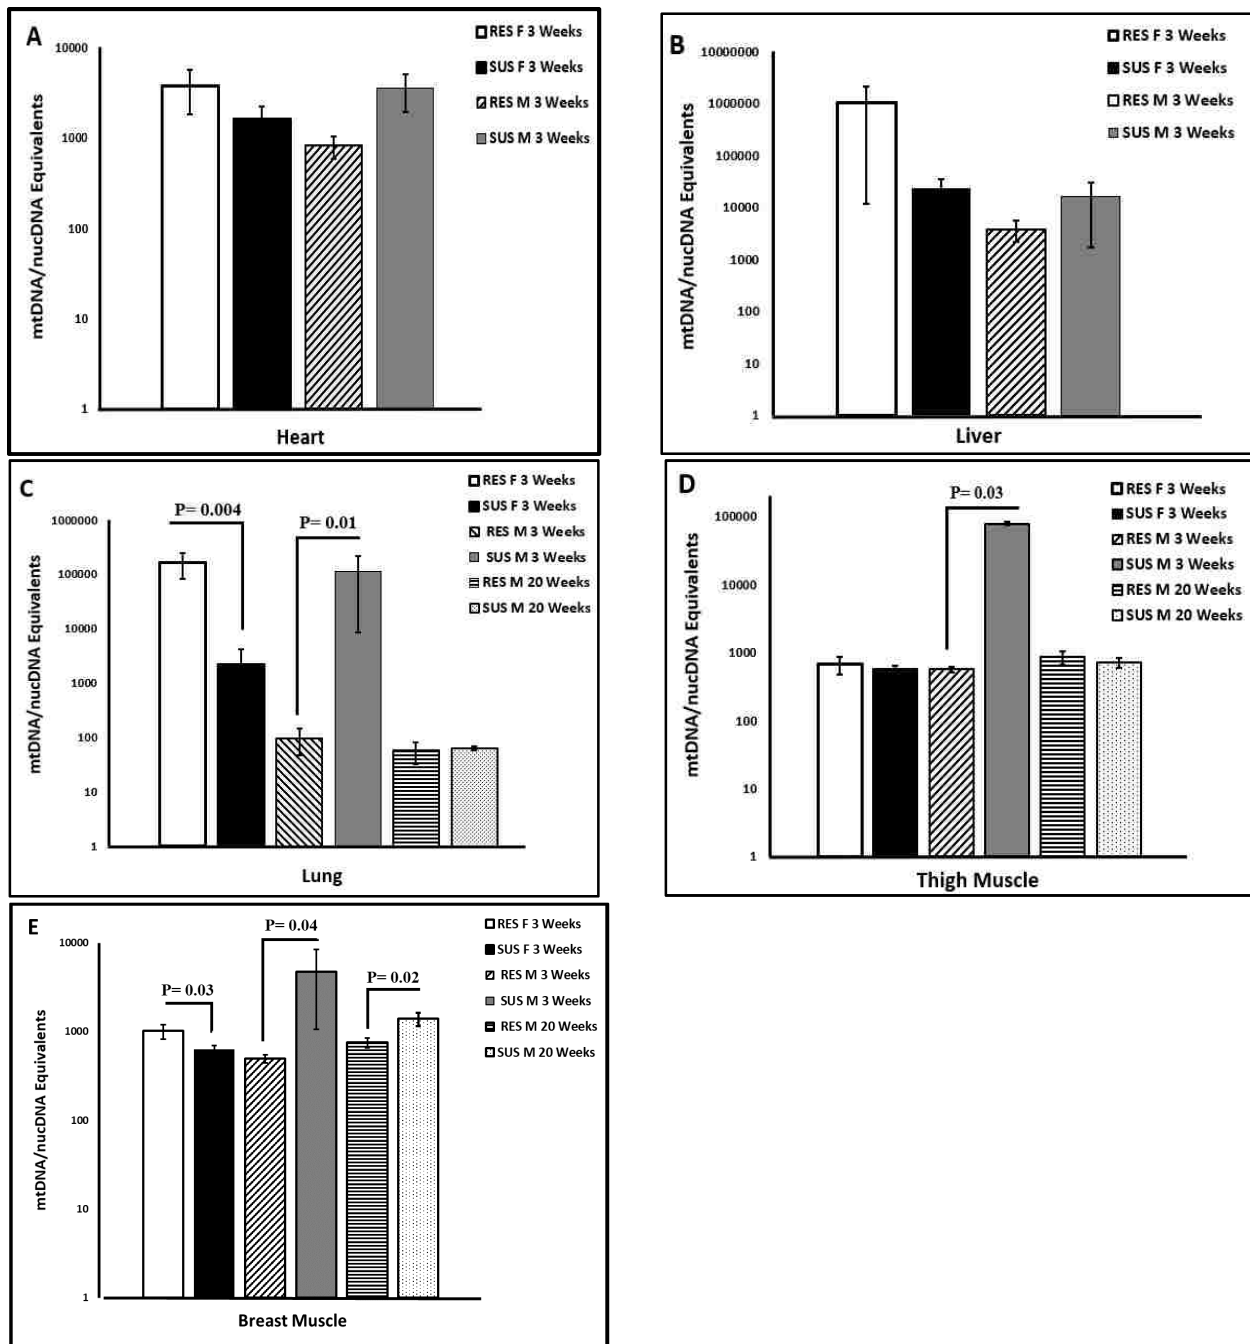 A
mtDNA/nucDNA Equivalents
10000
1000
100
10
1
RES F 3 Weeks
SUS F 3 Weeks
RES M 3 Weeks
SUS M 3 Weeks
Heart
B
mtDNA/nucDNA Equivalents
10000000
1000000
100000
10000
1000
100
10
1
RES F 3 Weeks
SUS F 3 Weeks
RES M 3 Weeks
SUS M 3 Weeks
Liver
C
mtDNA/nucDNA Equivalents
1000000
100000
10000
1000
100
10
1
P= 0.004
P= 0.01
RES F 3 Weeks
SUS F 3 Weeks
RES M 3 Weeks
SUS M 3 Weeks
RES M 20 Weeks
SUS M 20 Weeks
Lung
D
mtDNA/nucDNA Equivalents
100000
10000
1000
100
10
1
P= 0.03
RES F 3 Weeks
SUS F 3 Weeks
RES M 3 Weeks
SUS M 3 Weeks
RES M 20 Weeks
SUS M 20 Weeks
Thigh Muscle
E
mtDNA/nucDNA Equivalents
10000
1000
100
10
1
P= 0.03
P= 0.04
P= 0.02
RES F 3 Weeks
SUS F 3 Weeks
RES M 3 Weeks
SUS M 3 Weeks
RES M 20 Weeks
SUS M 20 Weeks
Breast Muscle